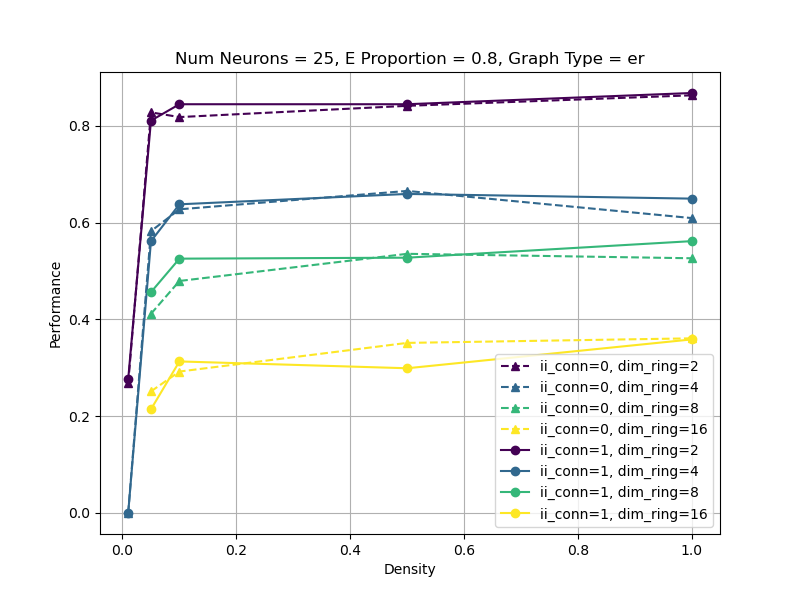 Num Neurons = 25, E Proportion = 0.8, Graph Type = er
Performance
0.8
0.6
0.4
0.2
0.0
ii_conn=0, dim_ring=2
ii_conn=0, dim_ring=4
ii_conn=0, dim_ring=8
ii_conn=0, dim_ring=16
ii_conn=1, dim_ring=2
ii_conn=1, dim_ring=4
ii_conn=1, dim_ring=8
ii_conn=1, dim_ring=16
0.0 0.2 0.4 0.6 0.8 1.0
Density